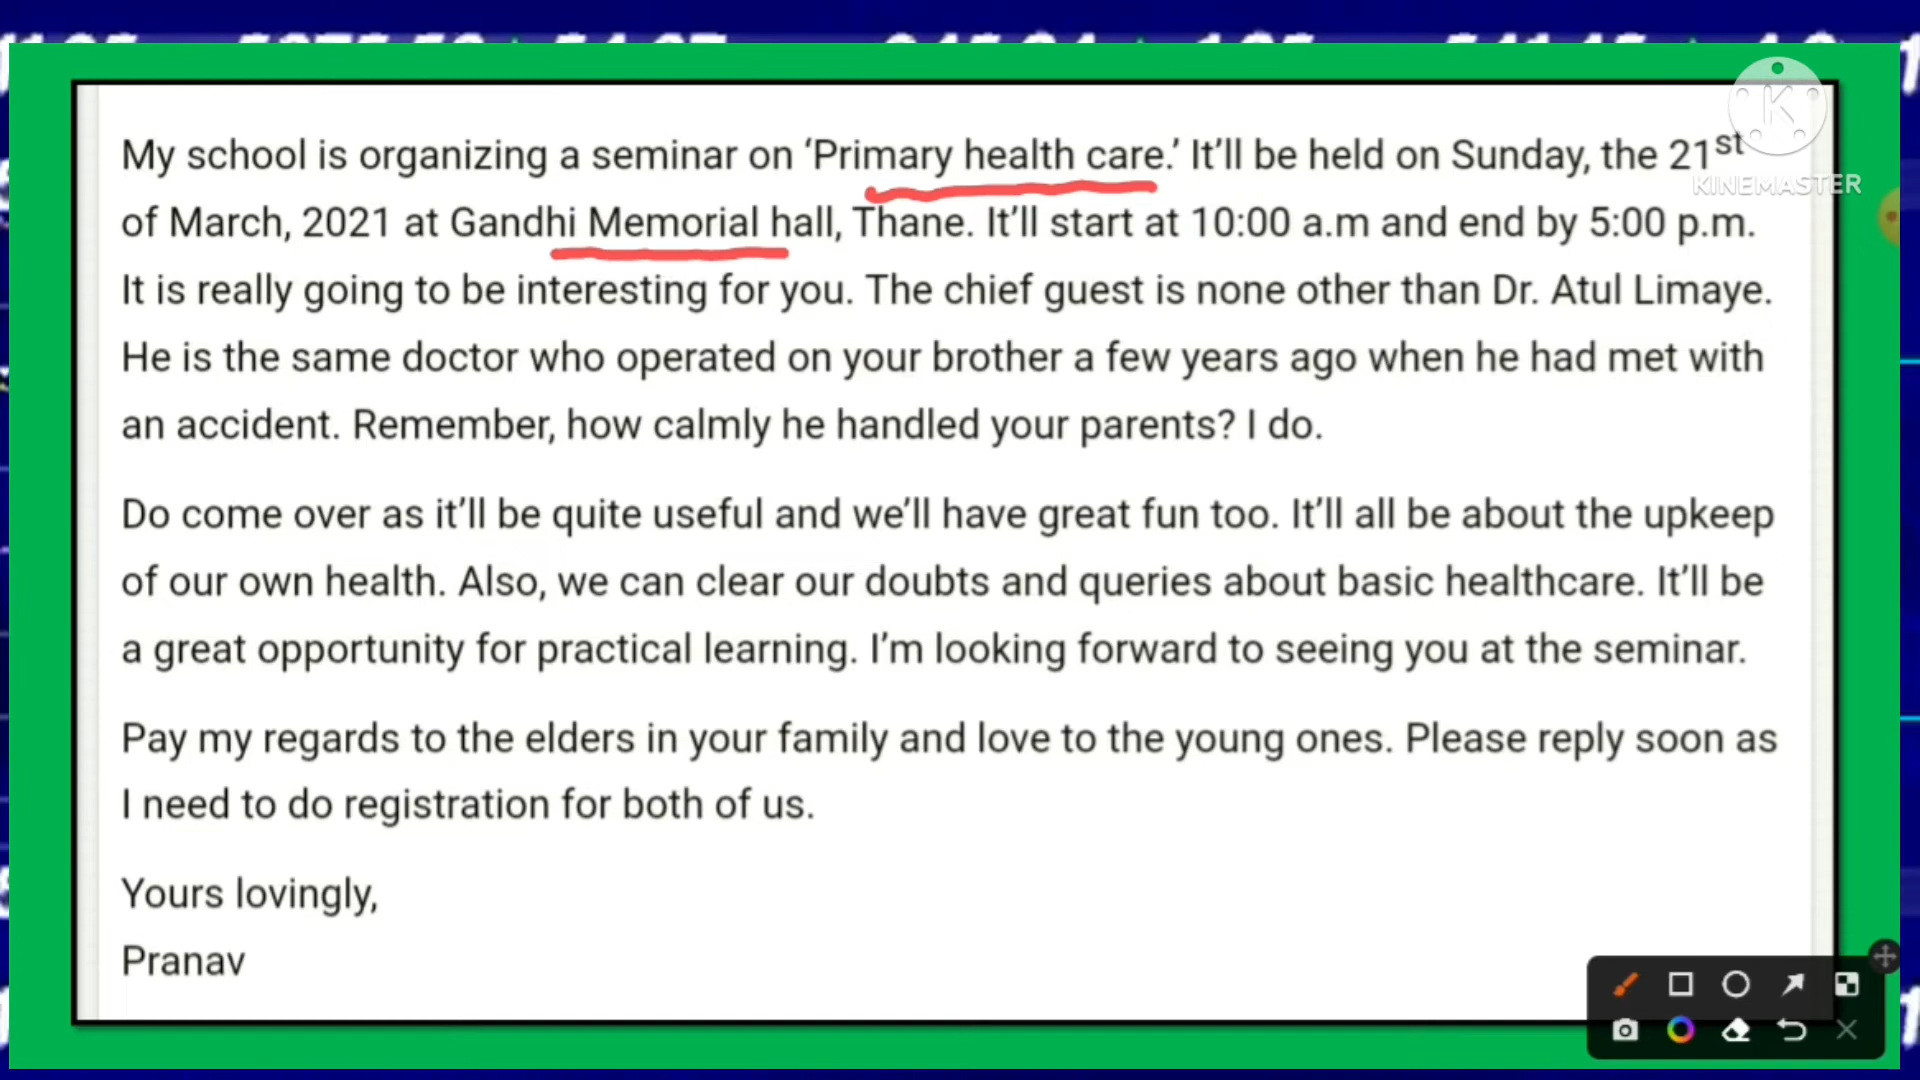 My school is organizing a seminar on ‘Primary health care.’ It’ll be held on Sunday, the 21st
of March, 2021 at Gandhi Memorial hall, Thane. It’ll start at 10:00 a.m and end by 5:00 p.m.
It is really going to be interesting for you. The chief guest is none other than Dr. Atul Limaye.
He is the same doctor who operated on your brother a few years ago when he had met with
an accident. Remember, how calmly he handled your parents? I do.
Do come over as it’ll be quite useful and we’ll have great fun too. It’ll all be about the upkeep
of our own health. Also, we can clear our doubts and queries about basic healthcare. It’ll be
a great opportunity for practical learning. I’m looking forward to seeing you at the seminar.
Pay my regards to the elders in your family and love to the young ones. Please reply soon as
I need to do registration for both of us.
Yours lovingly,
Pranav
K
KINEMASTER